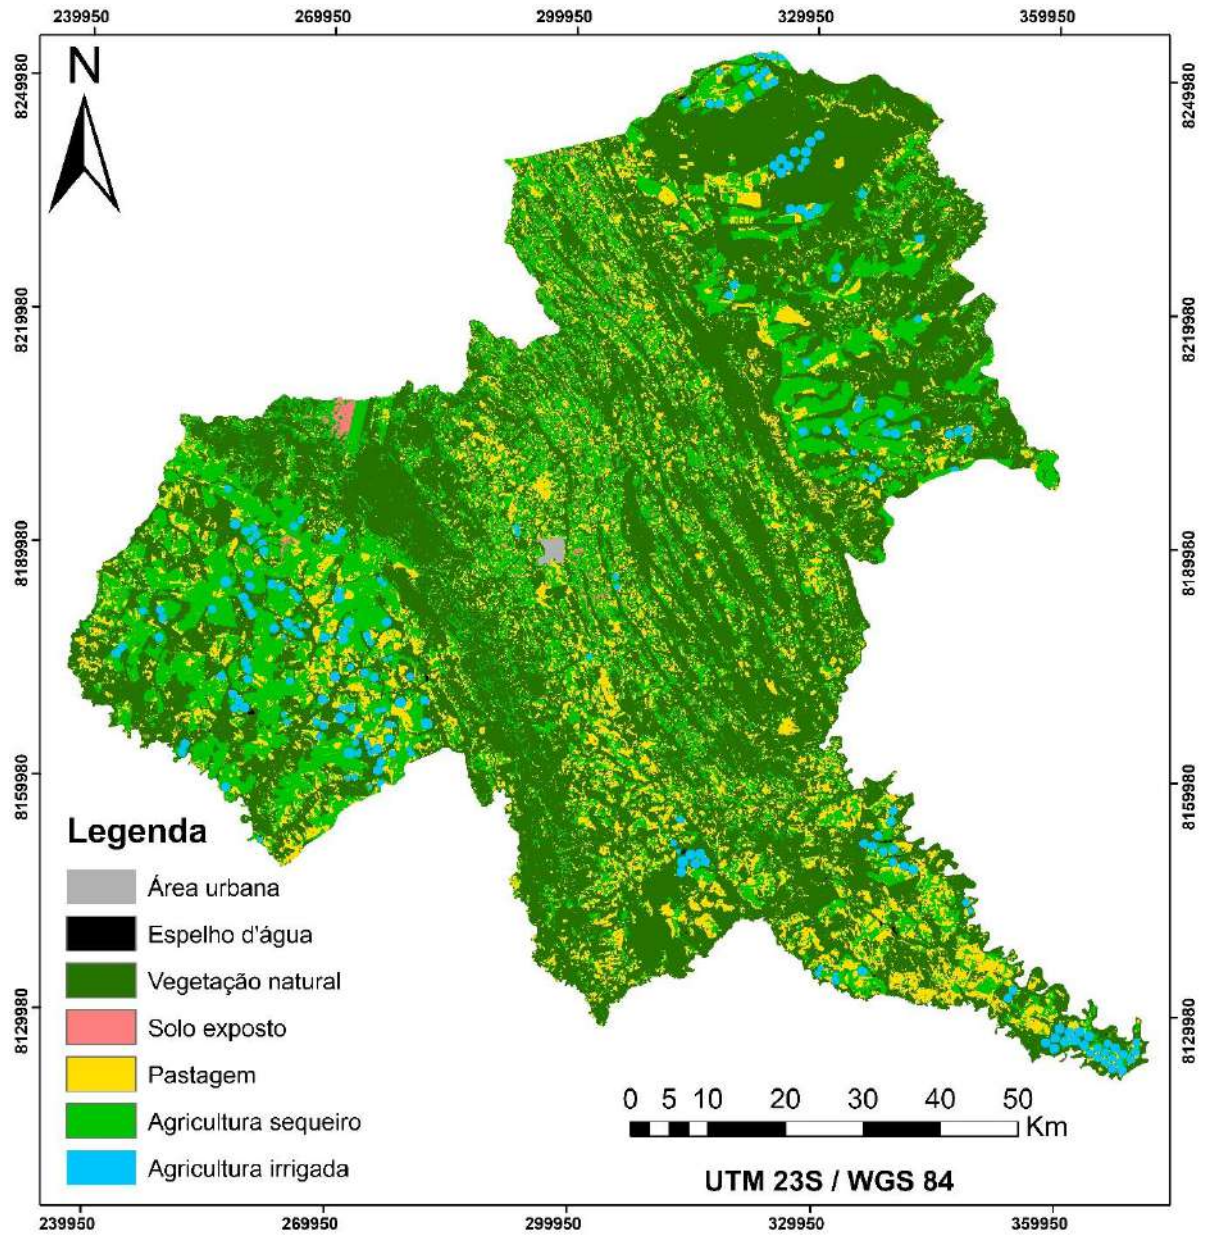 239950 269950 299950 329950 359950
N
8249980 8249980
8219980 8219980
8189980 8189980
8159980 8159980
Legenda
Área urbana
Espelho d'água
Vegetação natural
Solo exposto
8129980 8129980
Pastagem
Agricultura sequeiro
Agricultura irrigada
0 5 10 20 30 40 50
Km
UTM 23S / WGS 84
239950 269950 299950 329950 359950